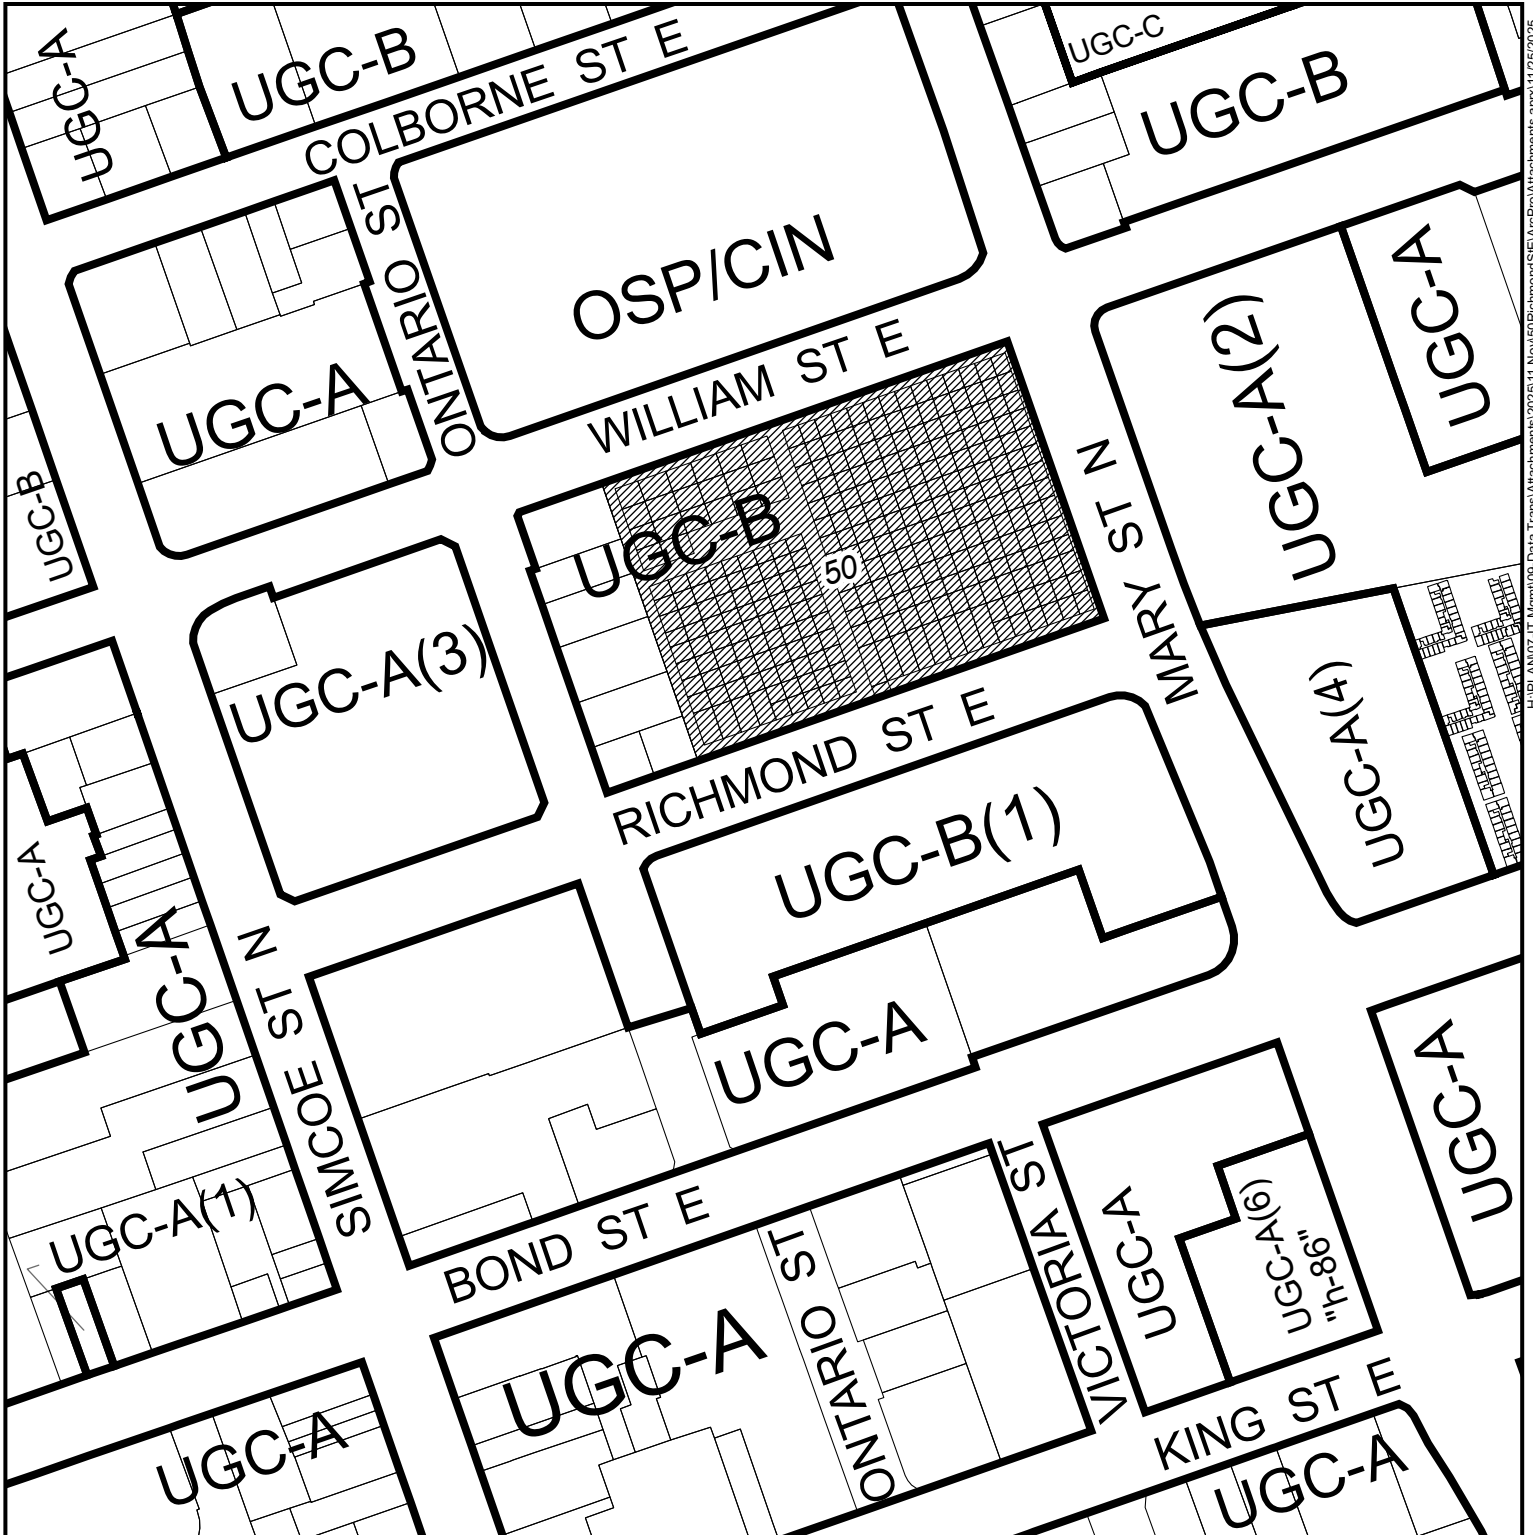 UGC-A
UGC-B
COLBORNE ST E
UGC-C
UGC-B
ONTARIO ST
OSP/CIN
UGC-A(2)
UGC-A
UGC-A
WILLIAM ST E
UGC-B
UGC-B
50
MARY ST N
UGC-A(3)
UGC-A(4)
RICHMOND ST E
UGC-B(1)
UGC-A
UGC-A
SIMCOE ST N
UGC-A
UGC-A
UGC-A(1)
BOND ST E
VICTORIA ST
UGC-A
UGC-A(6)
"h-86"
UGC-A
ONTARIO ST
UGC-A
KING ST E
UGC-A